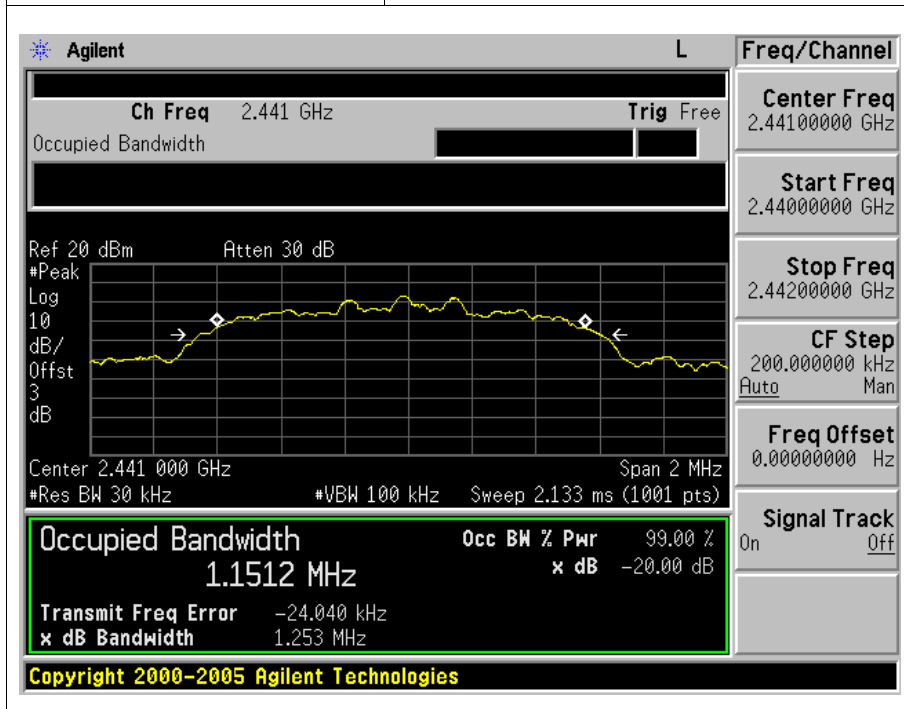 Agilent L Freq/Channel
Ch Freq 2.441 GHz Trig Free
Occupied Bandwidth
Center Freq
2.44100000 GHz
Start Freq
2.44000000 GHz
Stop Freq
2.44200000 GHz
CF Step
200.000000 kHz
Auto Man
Freq Offset
0.00000000 Hz
Signal Track
On Off
Ref 20 dBm Atten 30 dB
#Peak
Log
10
dB/
Offst
3
dB
Center 2.441 000 GHz Span 2 MHz
#Res BW 30 kHz #VBW 100 kHz Sweep 2.133 ms (1001 pts)
Occupied Bandwidth Occ BW % Pwr 99.00 %
1.1512 MHz x dB -20.00 dB
Transmit Freq Error -24.040 kHz
x dB Bandwidth 1.253 MHz
Copyright 2000-2005 Agilent Technologies